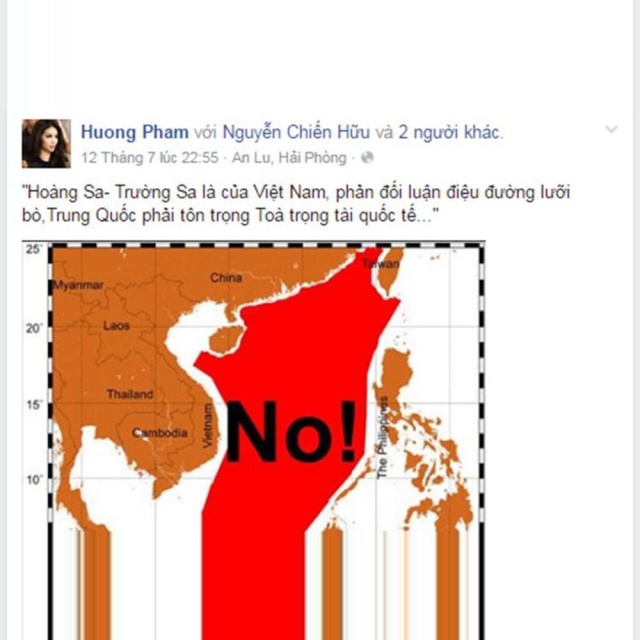 Huong Pham với Nguyễn Chiến Hữu và 2 người khác.
12 Tháng 7 lúc 22:55 · An Lu, Hải Phòng ·
"Hoàng Sa- Trường Sa là của Việt Nam, phản đối luận điệu đường lưỡi
bò,Trung Quốc phải tôn trọng Toà trọng tài quốc tế..."
25°
Taiwan
China
Myanmar
20°
Laos
Thailand
15°
Vietnam
No!
The Philippines
Cambodia
10°